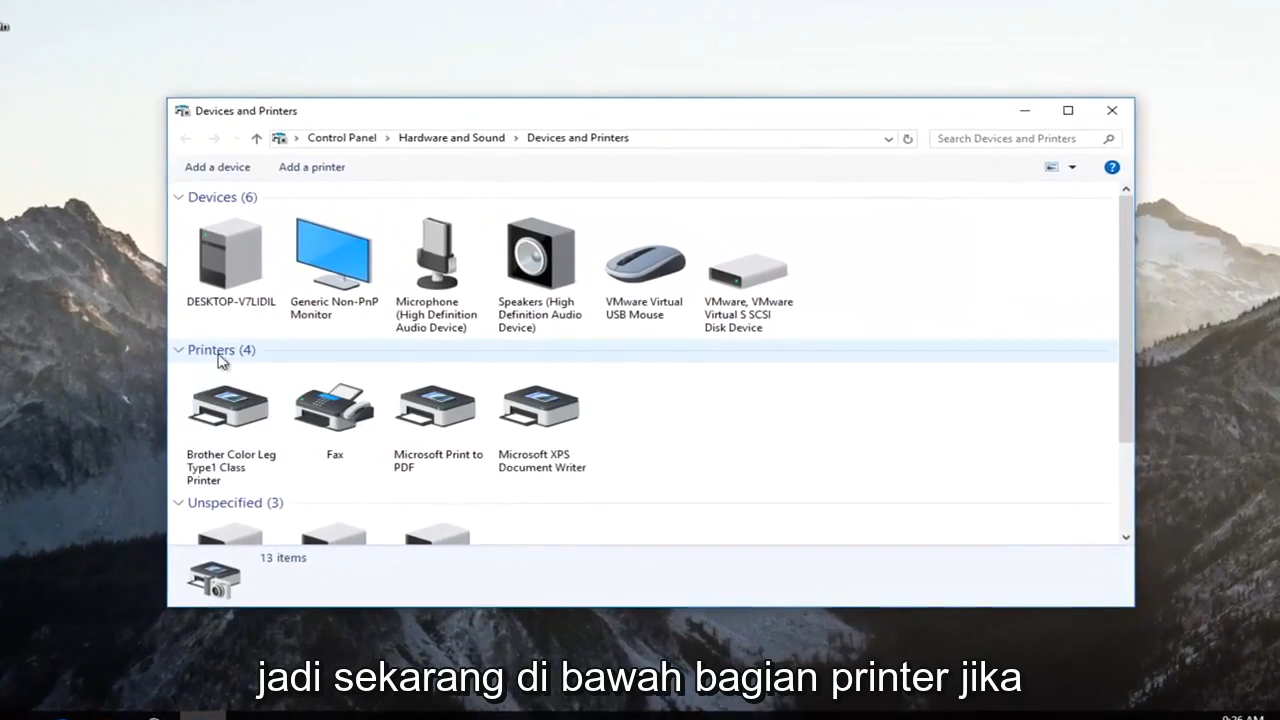 Devices and Printers
Control Panel > Hardware and Sound > Devices and Printers
Search Devices and Printers
Add a device Add a printer
Devices (6)
DESKTOP-V7LIDIL
Generic Non-PnP
Monitor
Microphone
(High Definition
Audio Device)
Speakers (High
Definition Audio
Device)
VMware Virtual
USB Mouse
VMware, VMware
Virtual S SCSI
Disk Device
Printers (4)
Brother Color Leg
Type1 Class
Printer
Fax
Microsoft Print to
PDF
Microsoft XPS
Document Writer
Unspecified (3)
13 items
jadi sekarang di bawah bagian printer jika